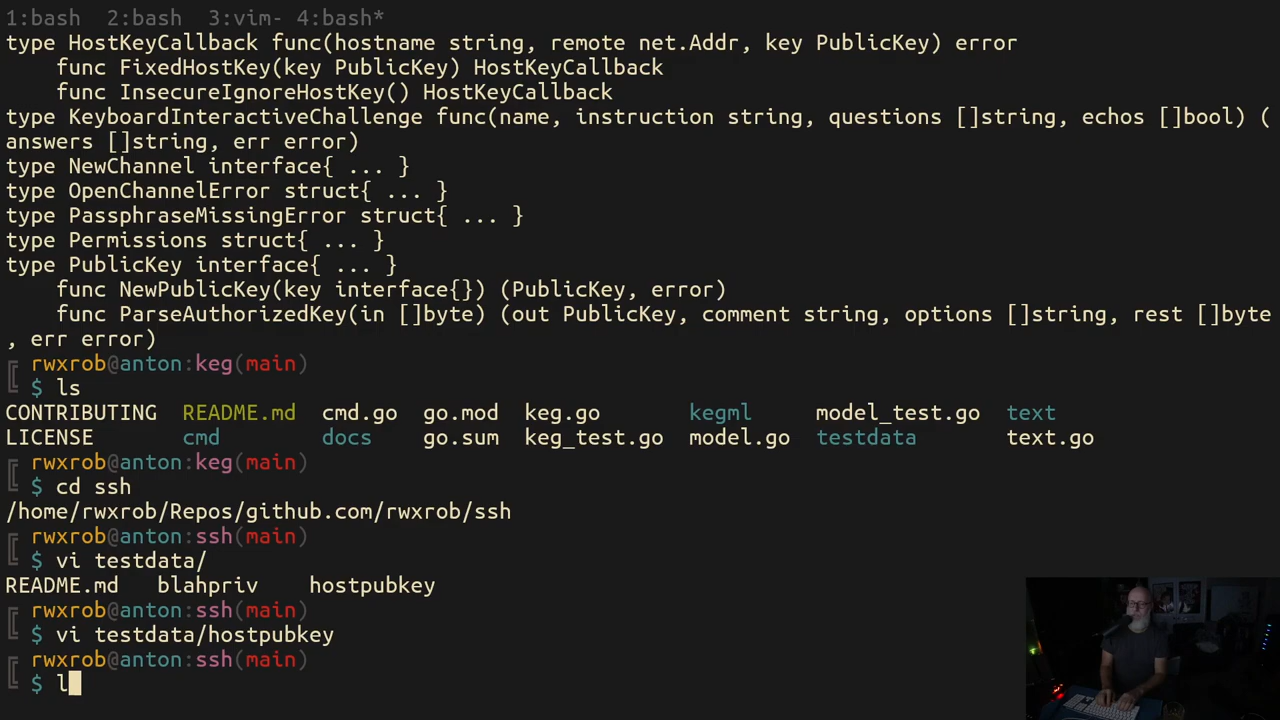 1:bash  2:bash  3:vim- 4:bash*
type HostKeyCallback func(hostname string, remote net.Addr, key PublicKey) error
    func FixedHostKey(key PublicKey) HostKeyCallback
    func InsecureIgnoreHostKey() HostKeyCallback
type KeyboardInteractiveChallenge func(name, instruction string, questions []string, echos []bool) (
answers []string, err error)
type NewChannel interface{ ... }
type OpenChannelError struct{ ... }
type PassphraseMissingError struct{ ... }
type Permissions struct{ ... }
type PublicKey interface{ ... }
    func NewPublicKey(key interface{}) (PublicKey, error)
    func ParseAuthorizedKey(in []byte) (out PublicKey, comment string, options []string, rest []byte
, err error)
rwxrob@anton:keg(main)
$ ls
CONTRIBUTING  README.md  cmd.go  go.mod  keg.go       kegml     model_test.go  text
LICENSE       cmd        docs    go.sum  keg_test.go  model.go  testdata       text.go
rwxrob@anton:keg(main)
$ cd ssh
/home/rwxrob/Repos/github.com/rwxrob/ssh
rwxrob@anton:ssh(main)
$ vi testdata/
README.md   blahpriv    hostpubkey
rwxrob@anton:ssh(main)
$ vi testdata/hostpubkey
rwxrob@anton:ssh(main)
$ l